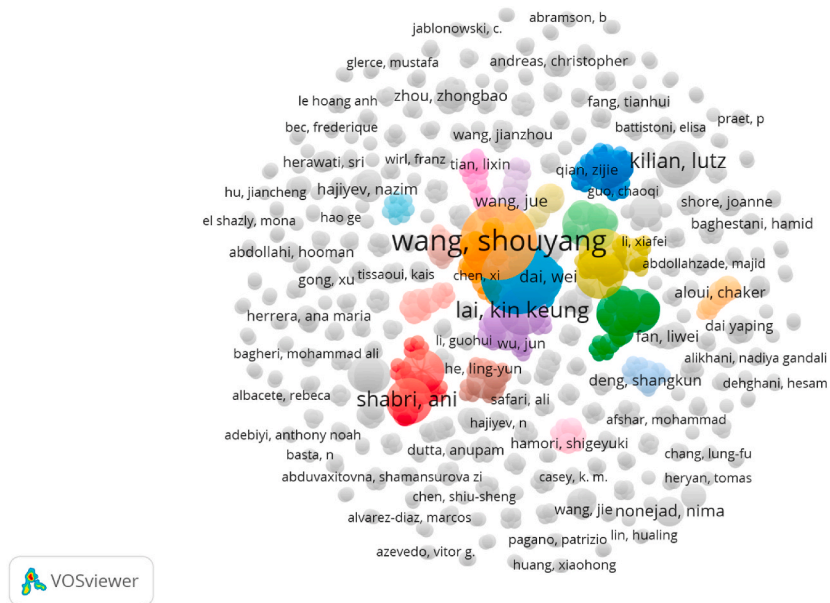 abramson, b
jablonowski, c.
glerce, mustafa
andreas, christopher
le hoang anh
zhou, zhongbao
fang, tianhui
praet, p
bec, frederique
wang, jianzhou
battistoni, elisa
herawati, sri
wirl, franz
tian, lixin
qian, zijie
kilian, lutz
hu, jiancheng
hajiyev, nazim
guo, chaoqi
wang, jue
shore, joanne
el shazly, mona
hao ge
baghestani, hamid
abdollahi, hooman
wang, shouyang
li, xiafei
gong, xu
tissaoui, kais
chen, xi
dai, wei
abdollahzade, majid
aloui, chaker
herrera, ana maria
lai, kin keung
dai yaping
bagheri, mohammad ali
li, guohui
wu, jun
fan, liwei
alikhani, nadiya gandali
he, ling-yun
deng, shangkun
dehghani, hesam
albacete, rebeca
shabri, ani
safari, ali
adebiyi, anthony noah
hajiyev, n
afshar, mohammad
basta, n
dutta, anupam
hamori, shigeyuki
chang, lung-fu
abduvaxitovna, shamansurova zi
casey, k. m.
heryan, tomas
chen, shiu-sheng
alvarez-diaz, marcos
wang, jie
nonejad, nima
azevedo, vitor g.
pagano, patrizio
lin, hualing
huang, xiaohong
VOSviewer